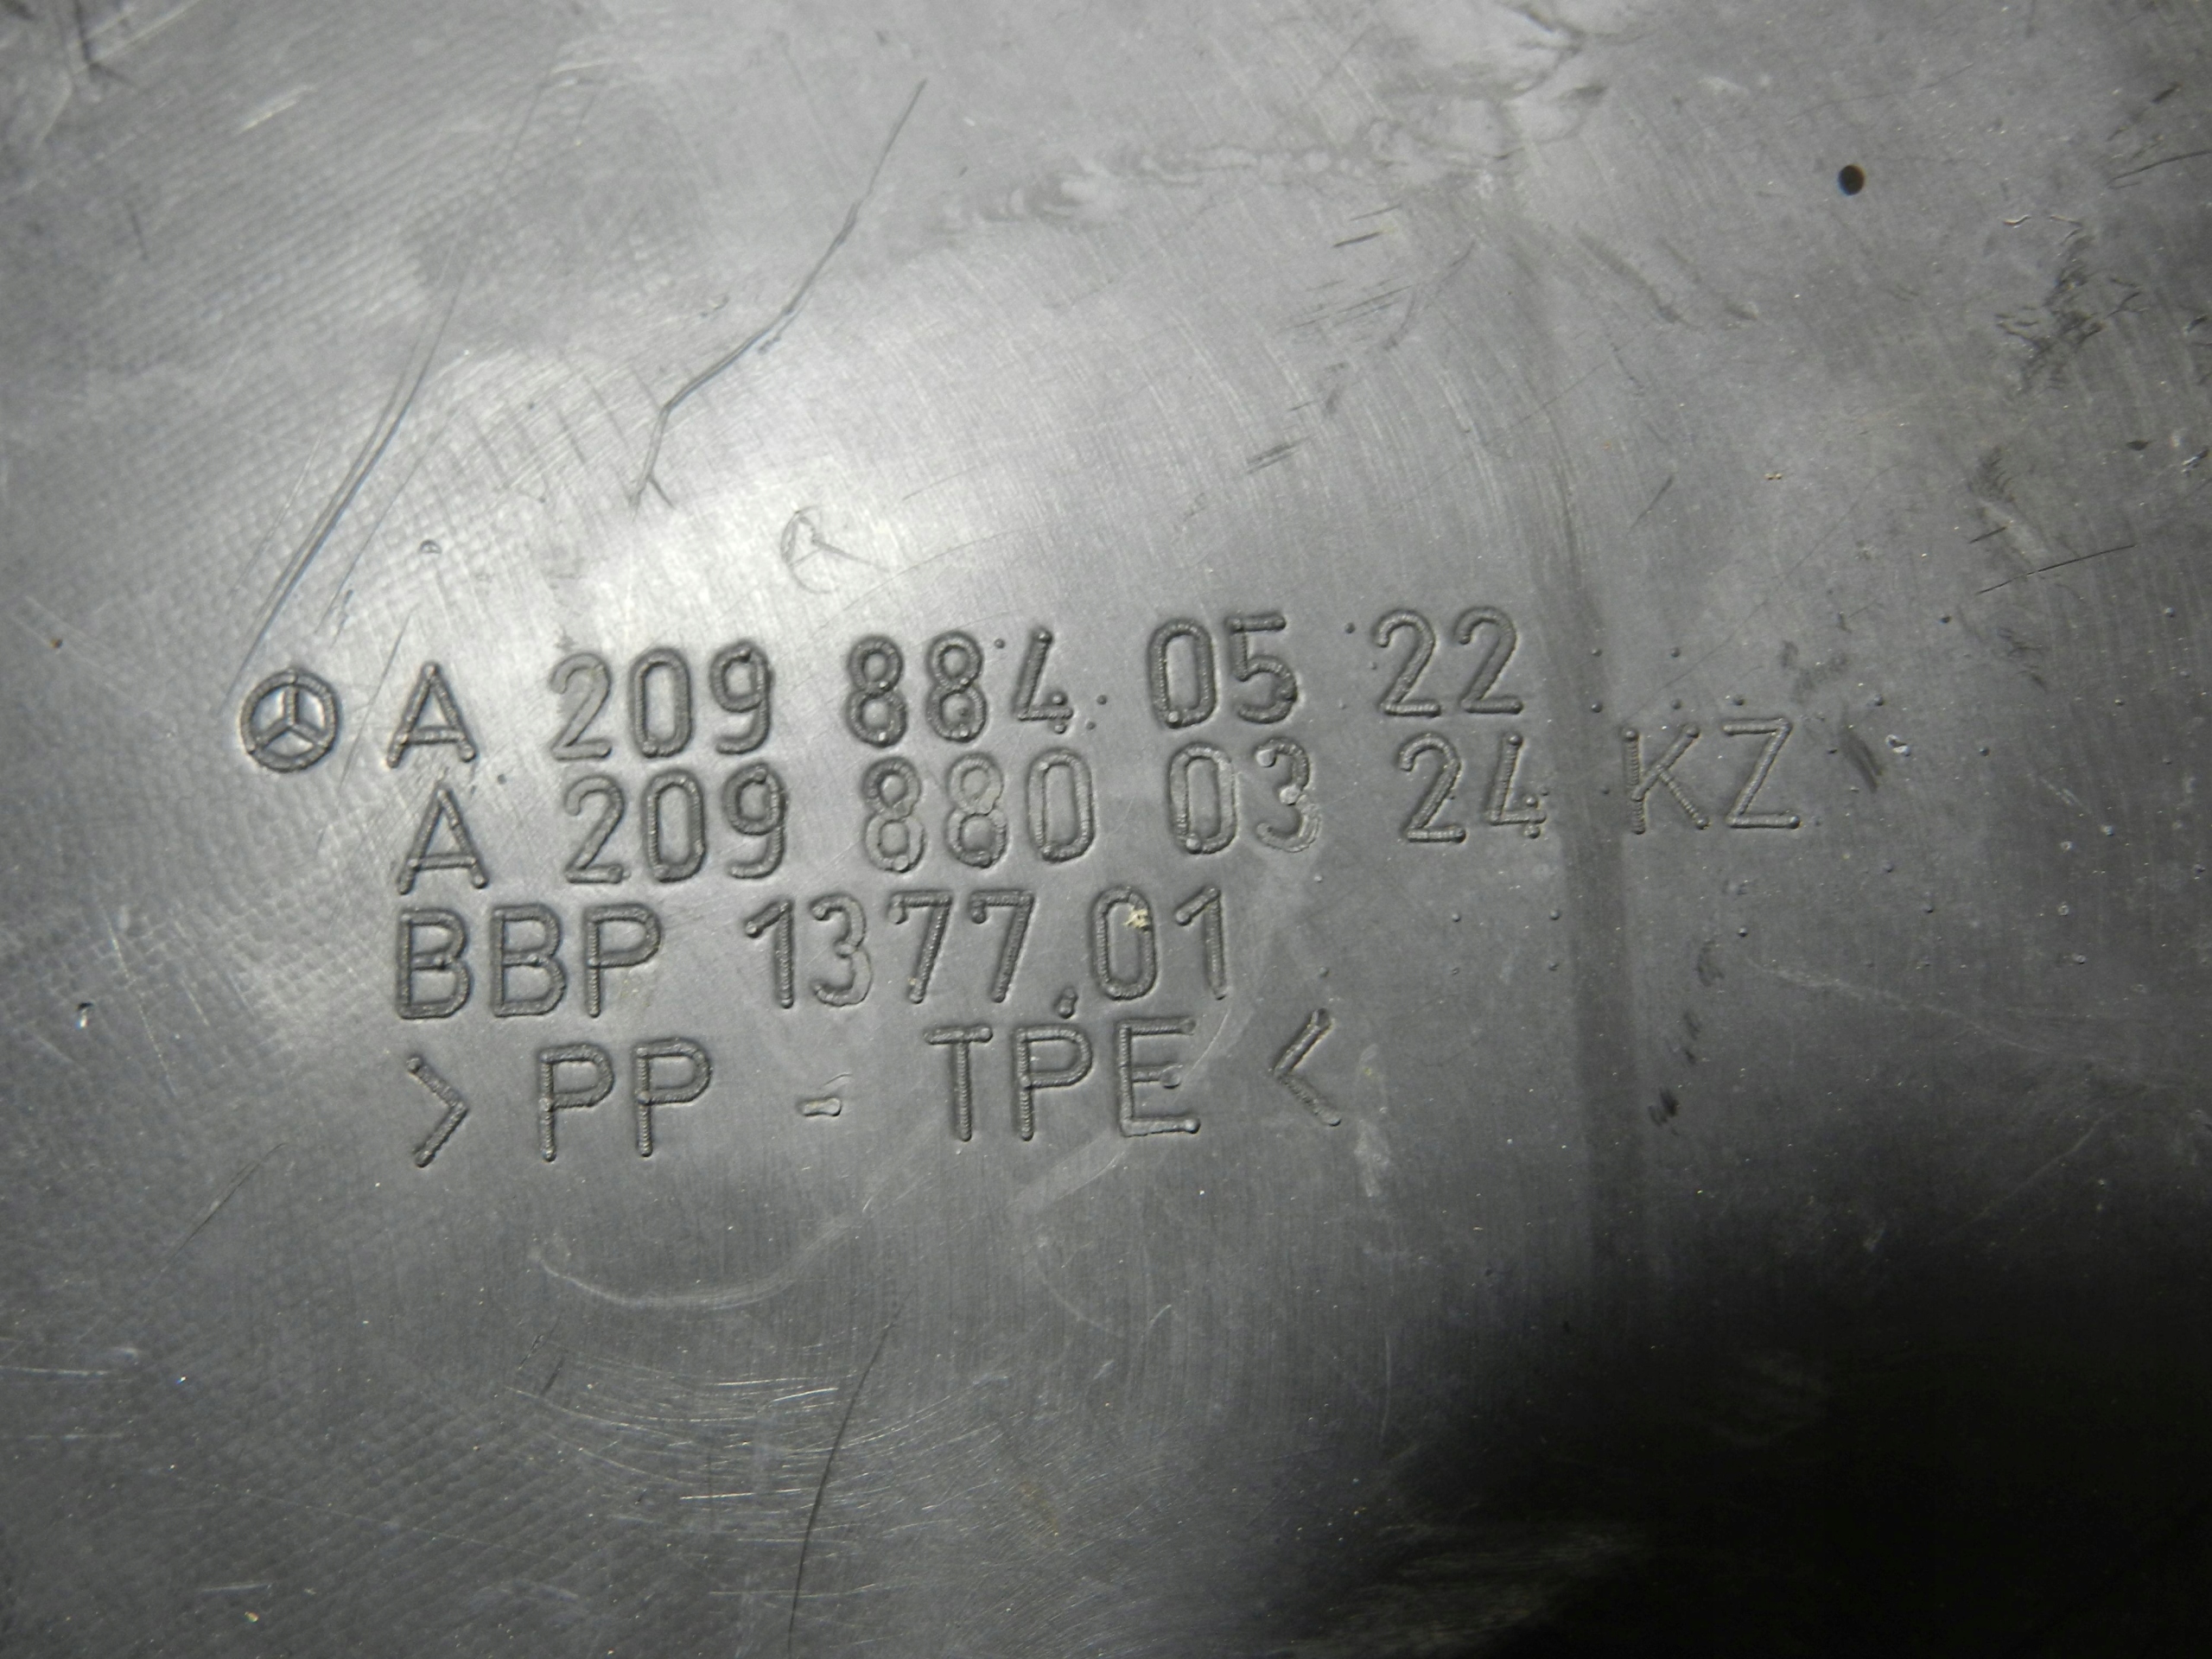 A 209 884 05 22
A 209 880 03 24 KZ
BBP 1377.01
> PP - TPE <